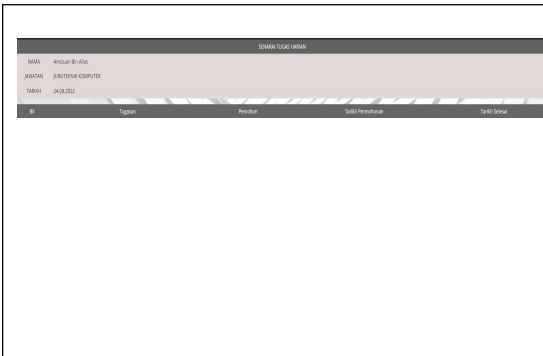 SENARAI TUGAS HARIAN
NAMA Amizuan Bin Alias
JAWATAN JURUTEKNIK KOMPUTER
TARIKH 24.08.2022
Bil Tugasan Pemohon Tarikh Permohonan Tarikh Selesai